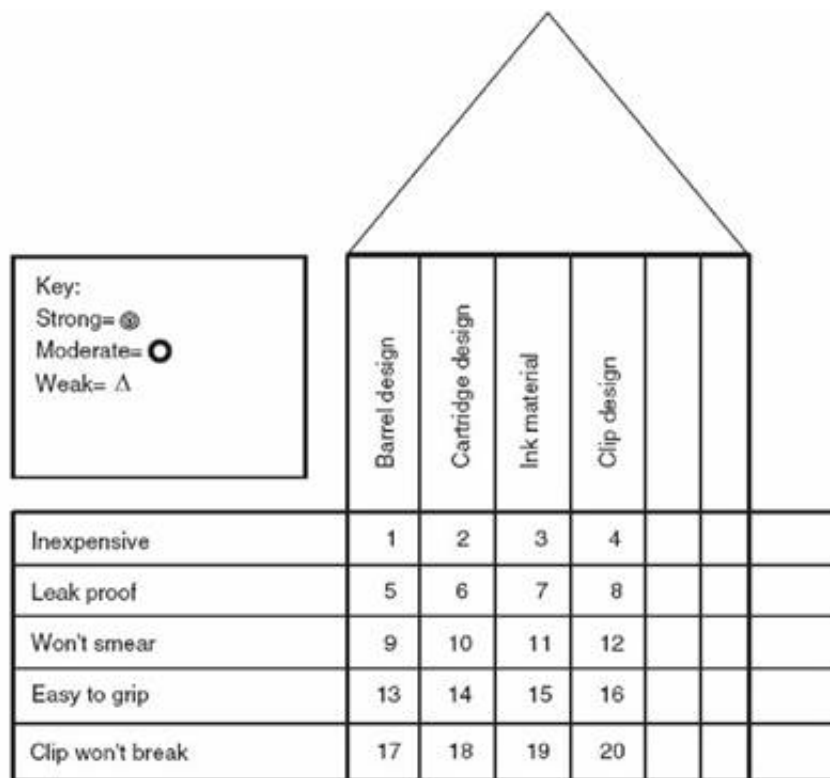 Key:
Strong= ◎
Moderate= O
Weak= Λ
Barrel design
Cartridge design
Ink material
Clip design
Inexpensive 1 2 3 4
Leak proof 5 6 7 8
Won't smear 9 10 11 12
Easy to grip 13 14 15 16
Clip won't break 17 18 19 20